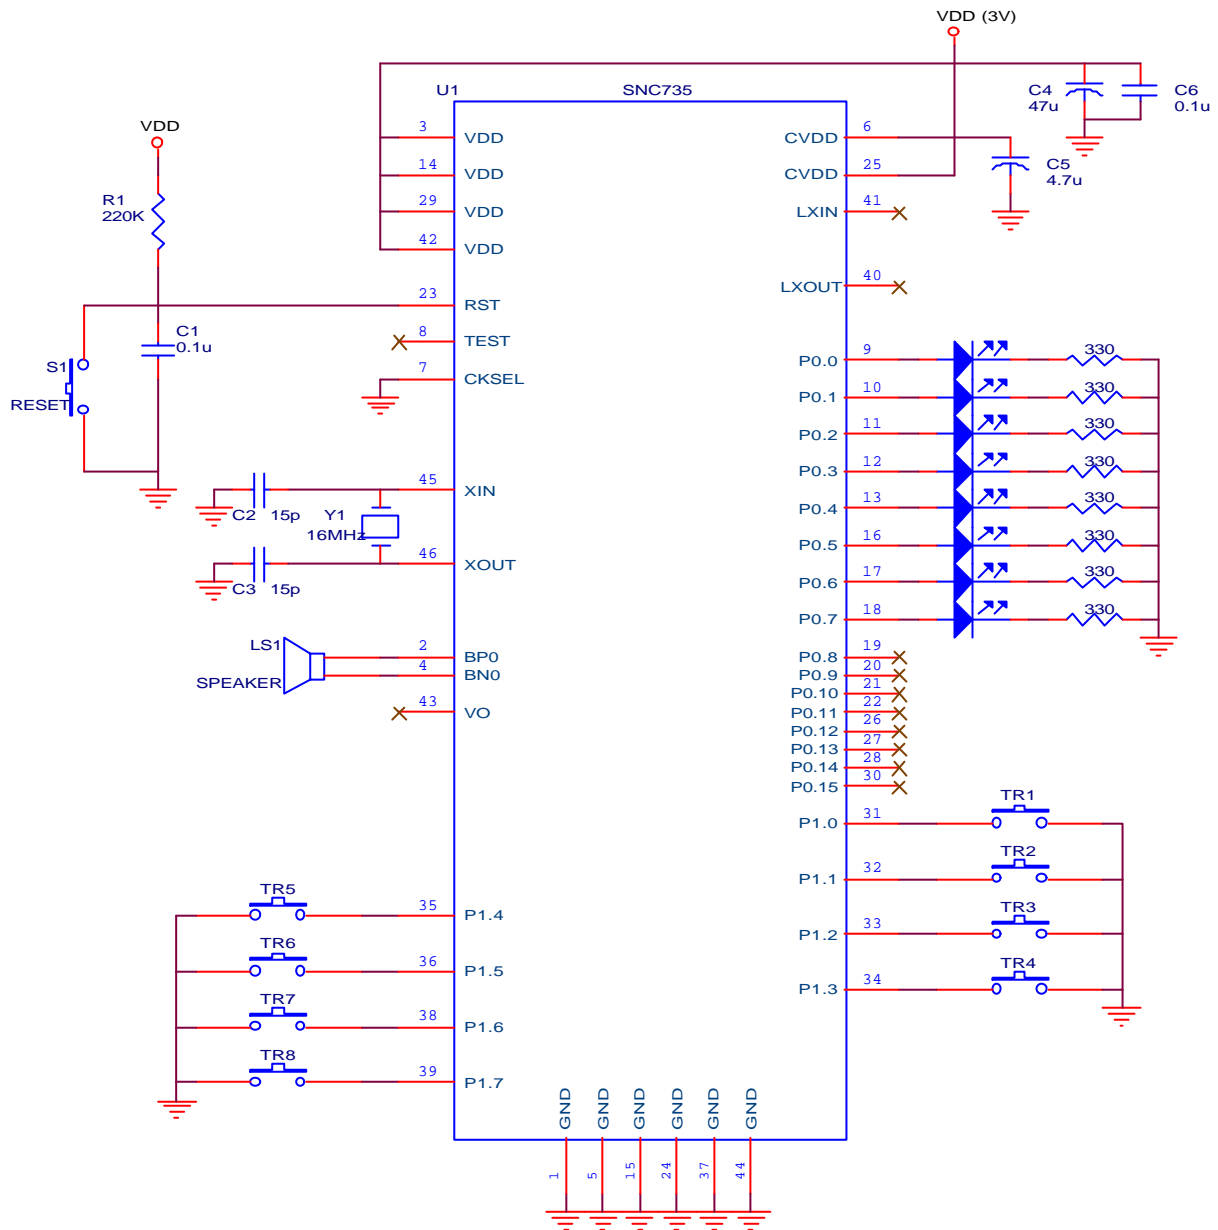 VDD (3V)
U1
SNC735
C4
47u
C6
0.1u
VDD
R1
220K
C1
0.1u
S1
RESET
3 VDD
14 VDD
29 VDD
42 VDD
23 RST
8 TEST
7 CKSEL
45 XIN
46 XOUT
2 BP0
4 BN0
43 VO
35 P1.4
36 P1.5
38 P1.6
39 P1.7
C2 15p
Y1
16MHz
C3 15p
LS1
SPEAKER
TR5
TR6
TR7
TR8
CVDD 6
CVDD 25
LXIN 41
LXOUT 40
C5
4.7u
P0.0 9 330
P0.1 10 330
P0.2 11 330
P0.3 12 330
P0.4 13 330
P0.5 16 330
P0.6 17 330
P0.7 18 330
P0.8 19
P0.9 20
P0.10 21
P0.11 22
P0.12 26
P0.13 27
P0.14 28
P0.15 30
P1.0 31 TR1
P1.1 32 TR2
P1.2 33 TR3
P1.3 34 TR4
GND GND GND GND GND GND
1 5 15 24 37 44